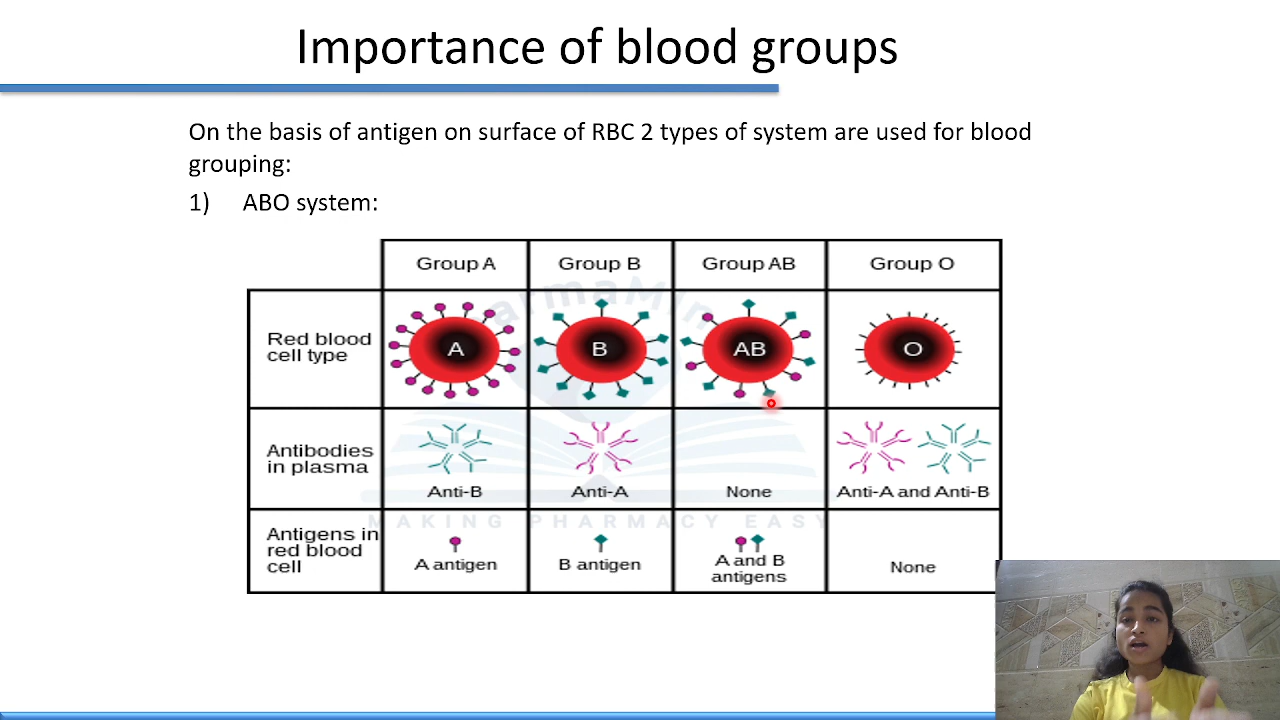 Importance of blood groups
On the basis of antigen on surface of RBC 2 types of system are used for blood
grouping:
1) ABO system:
Group A Group B Group AB Group O
Red blood
cell type
A B AB O
Antibodies
in plasma
Anti-B Anti-A None Anti-A and Anti-B
MAKING PHARMACY EASY
Antigens in
red blood
cell
A antigen B antigen A and B
antigens
None